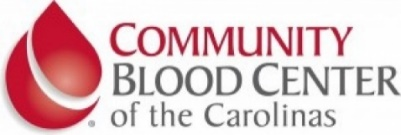 COMMUNITY
BLOOD CENTER
of the Carolinas
®